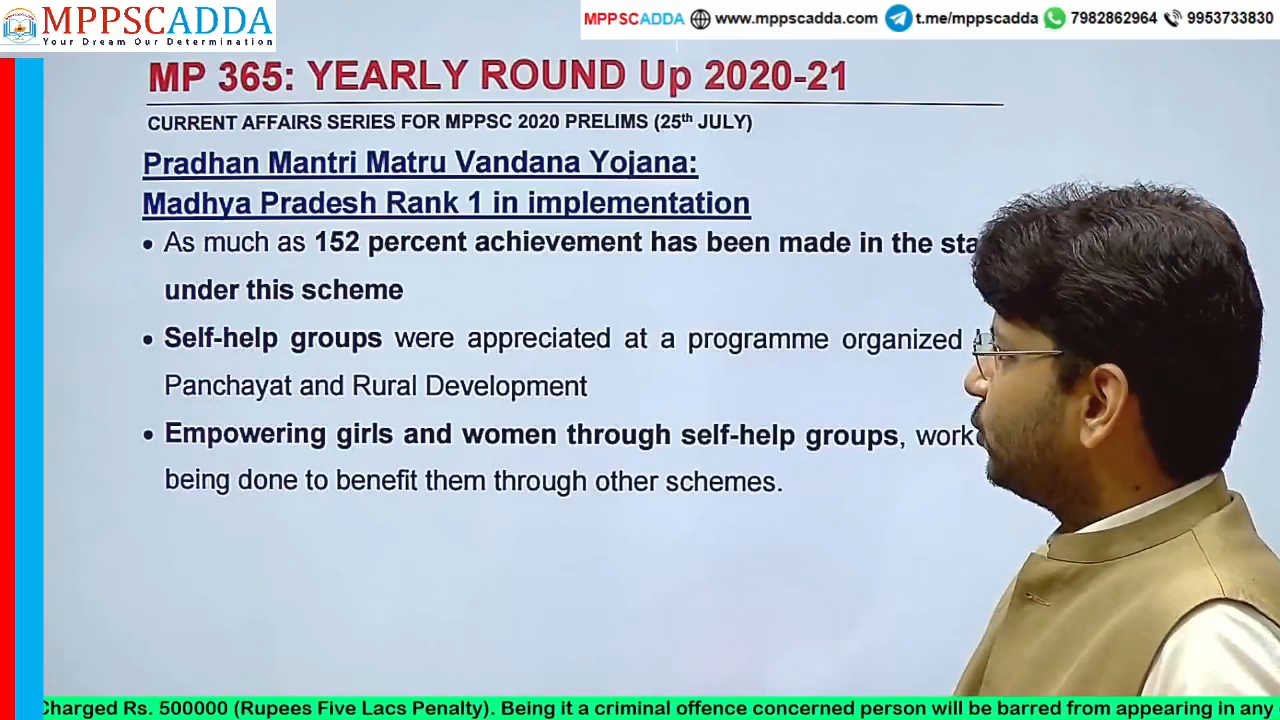 MPPSCADDA
Your Dream Our Determination
MPPSCADDA www.mppscadda.com t.me/mppscadda 7982862964 9953733830
MP 365: YEARLY ROUND Up 2020-21
CURRENT AFFAIRS SERIES FOR MPPSC 2020 PRELIMS (25th JULY)
Pradhan Mantri Matru Vandana Yojana:
Madhya Pradesh Rank 1 in implementation
• As much as 152 percent achievement has been made in the sta
under this scheme
• Self-help groups were appreciated at a programme organized
Panchayat and Rural Development
• Empowering girls and women through self-help groups, work
being done to benefit them through other schemes.
Charged Rs. 500000 (Rupees Five Lacs Penalty). Being it a criminal offence concerned person will be barred from appearing in any